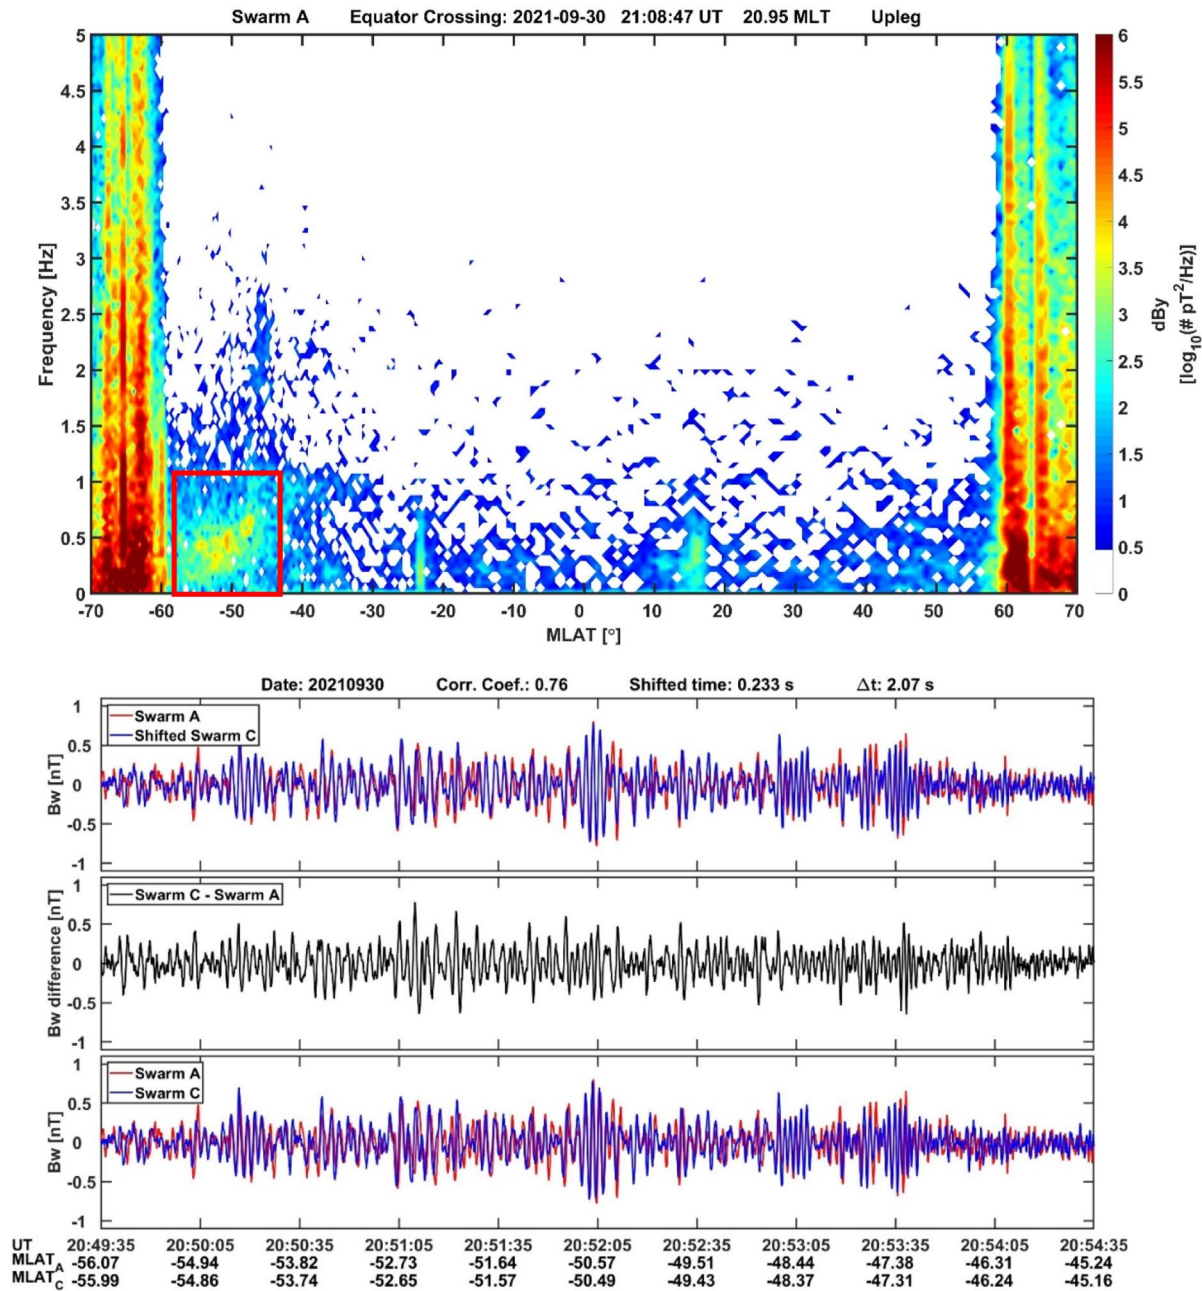 Swarm A Equator Crossing: 2021-09-30 21:08:47 UT 20.95 MLT Upleg
5
4.5
4
3.5
3
2.5
2
1.5
1
0.5
0
Frequency [Hz]
-70 -60 -50 -40 -30 -20 -10 0 10 20 30 40 50 60 70
MLAT [°]
6
5.5
5
4.5
4
3.5
3
2.5
2
1.5
1
0.5
0
dBy
[log10(# pT^2/Hz)]
Date: 20210930 Corr. Coef.: 0.76 Shifted time: 0.233 s Δt: 2.07 s
1
0.5
0
-0.5
-1
Bw [nT]
Swarm A
Shifted Swarm C
1
0.5
0
-0.5
-1
Bw difference [nT]
Swarm C - Swarm A
1
0.5
0
-0.5
-1
Bw [nT]
Swarm A
Swarm C
UT 20:49:35 20:50:05 20:50:35 20:51:05 20:51:35 20:52:05 20:52:35 20:53:05 20:53:35 20:54:05 20:54:35
MLATA -56.07 -54.94 -53.82 -52.73 -51.64 -50.57 -49.51 -48.44 -47.38 -46.31 -45.24
MLATC -55.99 -54.86 -53.74 -52.65 -51.57 -50.49 -49.43 -48.37 -47.31 -46.24 -45.16